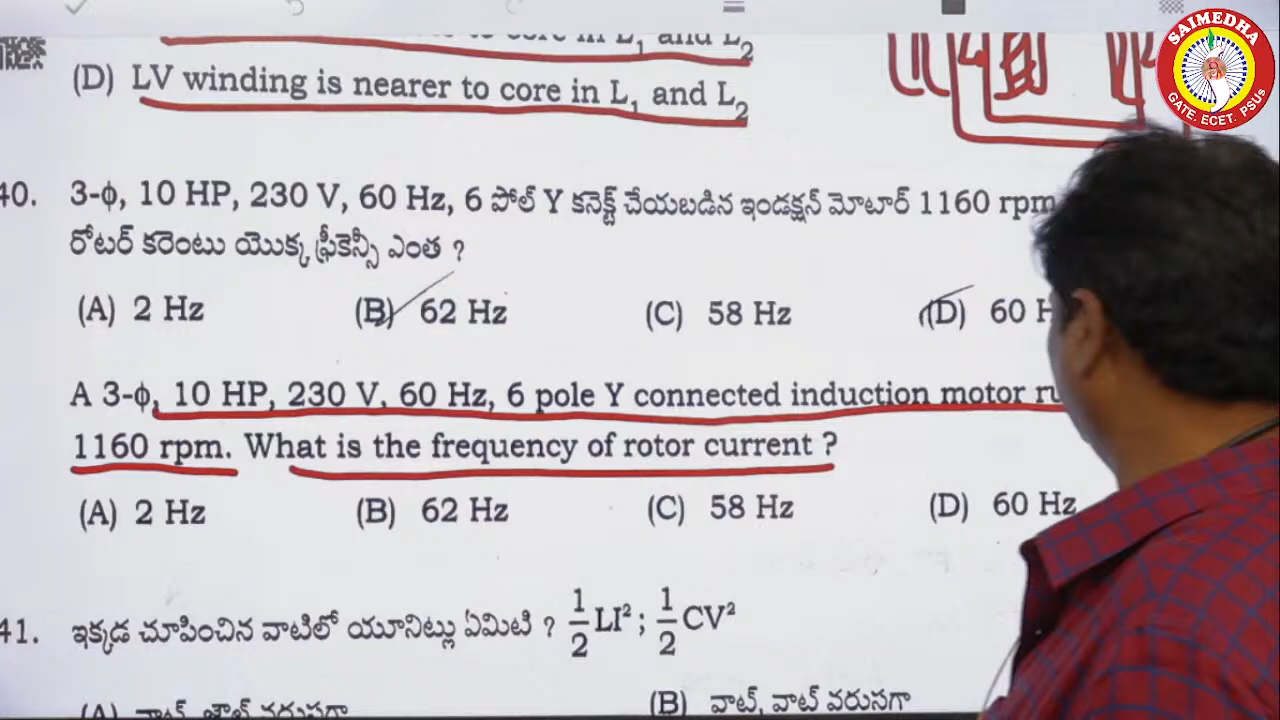 SAIMEDHA
GATE. ECET. PSUs
(D) LV winding is nearer to core in L₁ and L₂
40. 3-ϕ, 10 HP, 230 V, 60 Hz, 6 పోల్ Y కనెక్ట్ చేయబడిన ఇండక్షన్ మోటార్ 1160 rpm
రోటర్ కరెంటు యొక్క ఫ్రీకెన్సీ ఎంత ?
(A) 2 Hz (B) 62 Hz (C) 58 Hz (D) 60 H
A 3-ϕ, 10 HP, 230 V, 60 Hz, 6 pole Y connected induction motor ru
1160 rpm. What is the frequency of rotor current ?
(A) 2 Hz (B) 62 Hz (C) 58 Hz (D) 60 Hz
41. ఇక్కడ చూపించిన వాటిలో యూనిట్లు ఏమిటి ? 1/2 LI² ; 1/2 CV²
(A) వాట్, జౌల్ వరుసగా (B) వాట్, వాట్ వరుసగా